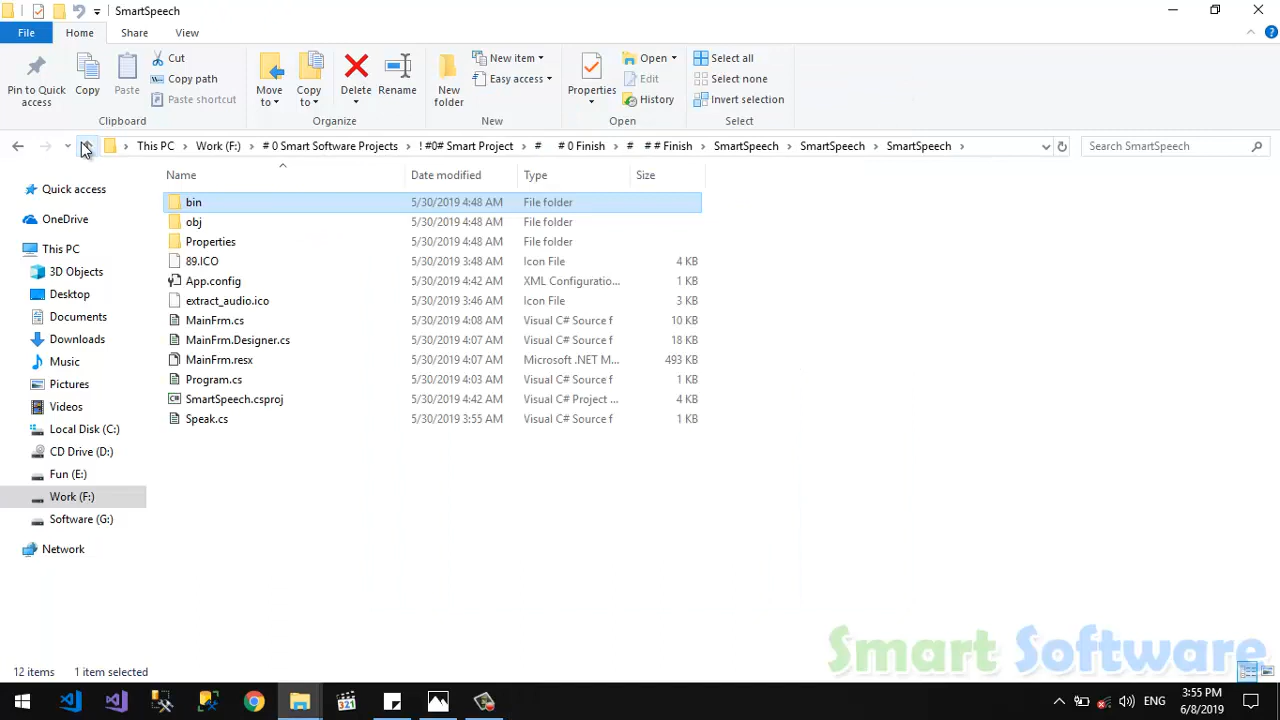 SmartSpeech
File Home Share View
Pin to Quick access
Copy
Paste
Cut
Copy path
Paste shortcut
Move to
Copy to
Delete
Rename
New folder
New item
Easy access
Properties
Open
Edit
History
Select all
Select none
Invert selection
Clipboard Organize New Open Select
This PC Work (F:) # 0 Smart Software Projects ! #0# Smart Project # # 0 Finish # # # Finish SmartSpeech SmartSpeech SmartSpeech Search SmartSpeech
Name Date modified Type Size
Quick access
OneDrive
This PC
3D Objects
Desktop
Documents
Downloads
Music
Pictures
Videos
Local Disk (C:)
CD Drive (D:)
Fun (E:)
Work (F:)
Software (G:)
Network
bin 5/30/2019 4:48 AM File folder
obj 5/30/2019 4:48 AM File folder
Properties 5/30/2019 4:48 AM File folder
89.ICO 5/30/2019 3:48 AM Icon File 4 KB
App.config 5/30/2019 4:42 AM XML Configuratio... 1 KB
extract_audio.ico 5/30/2019 3:46 AM Icon File 3 KB
MainFrm.cs 5/30/2019 4:08 AM Visual C# Source f 10 KB
MainFrm.Designer.cs 5/30/2019 4:07 AM Visual C# Source f 18 KB
MainFrm.resx 5/30/2019 4:07 AM Microsoft .NET M... 493 KB
Program.cs 5/30/2019 4:03 AM Visual C# Source f 1 KB
SmartSpeech.csproj 5/30/2019 4:42 AM Visual C# Project ... 4 KB
Speak.cs 5/30/2019 3:55 AM Visual C# Source f 1 KB
Smart Software
12 items 1 item selected
321
ENG
3:55 PM
6/8/2019